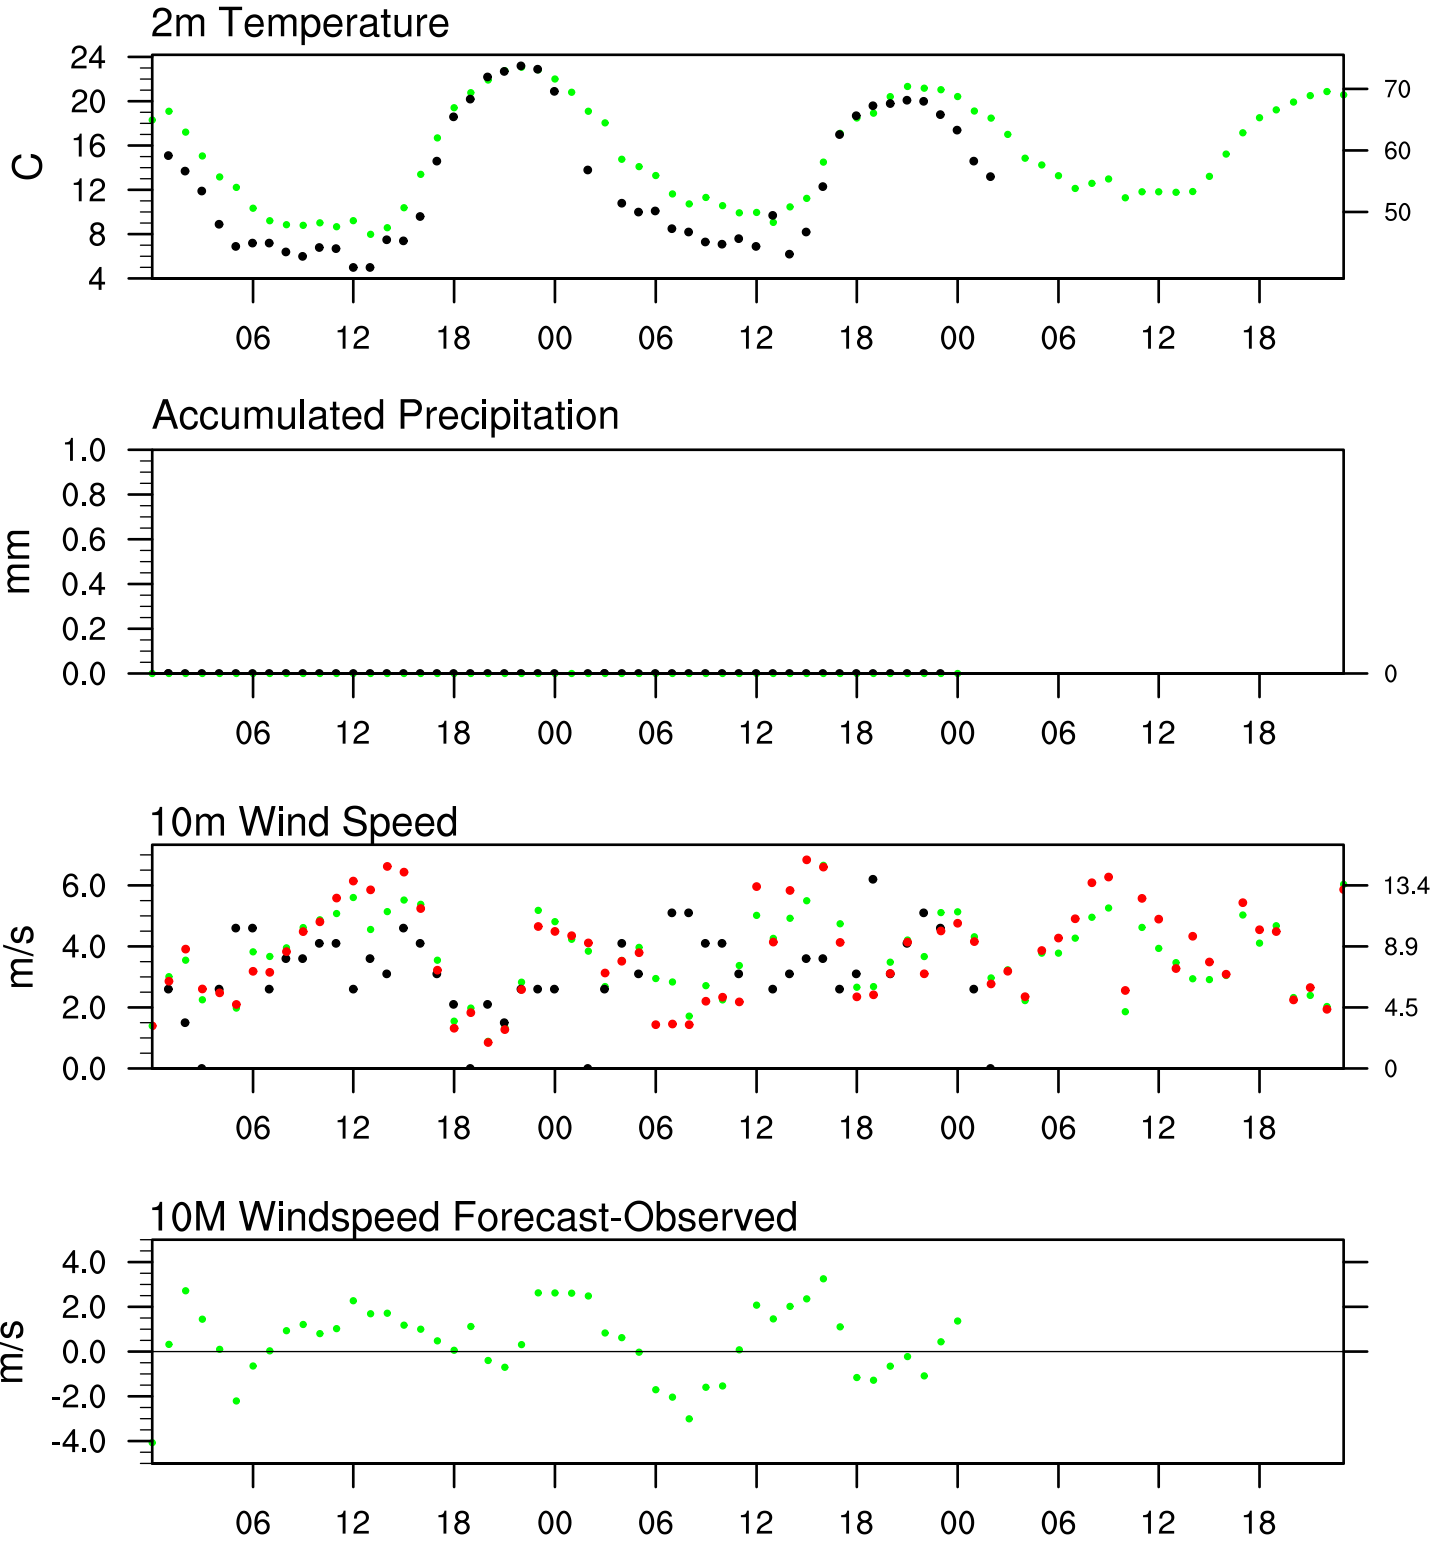 2m Temperature
24
20
16
12
8
4
C
70
60
50
06 12 18 00 06 12 18 00 06 12 18
Accumulated Precipitation
1.0
0.8
0.6
0.4
0.2
0.0
mm
0
06 12 18 00 06 12 18 00 06 12 18
10m Wind Speed
6.0
4.0
2.0
0.0
m/s
13.4
8.9
4.5
0
06 12 18 00 06 12 18 00 06 12 18
10M Windspeed Forecast-Observed
4.0
2.0
0.0
-2.0
-4.0
m/s
06 12 18 00 06 12 18 00 06 12 18